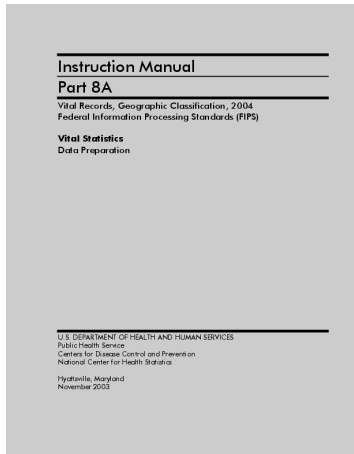 Instruction Manual
Part 8A
Vital Records, Geographic Classification, 2004
Federal Information Processing Standards (FIPS)
Vital Statistics
Data Preparation
U.S. DEPARTMENT OF HEALTH AND HUMAN SERVICES
Public Health Service
Centers for Disease Control and Prevention
National Center for Health Statistics
Hyattsville, Maryland
November 2003